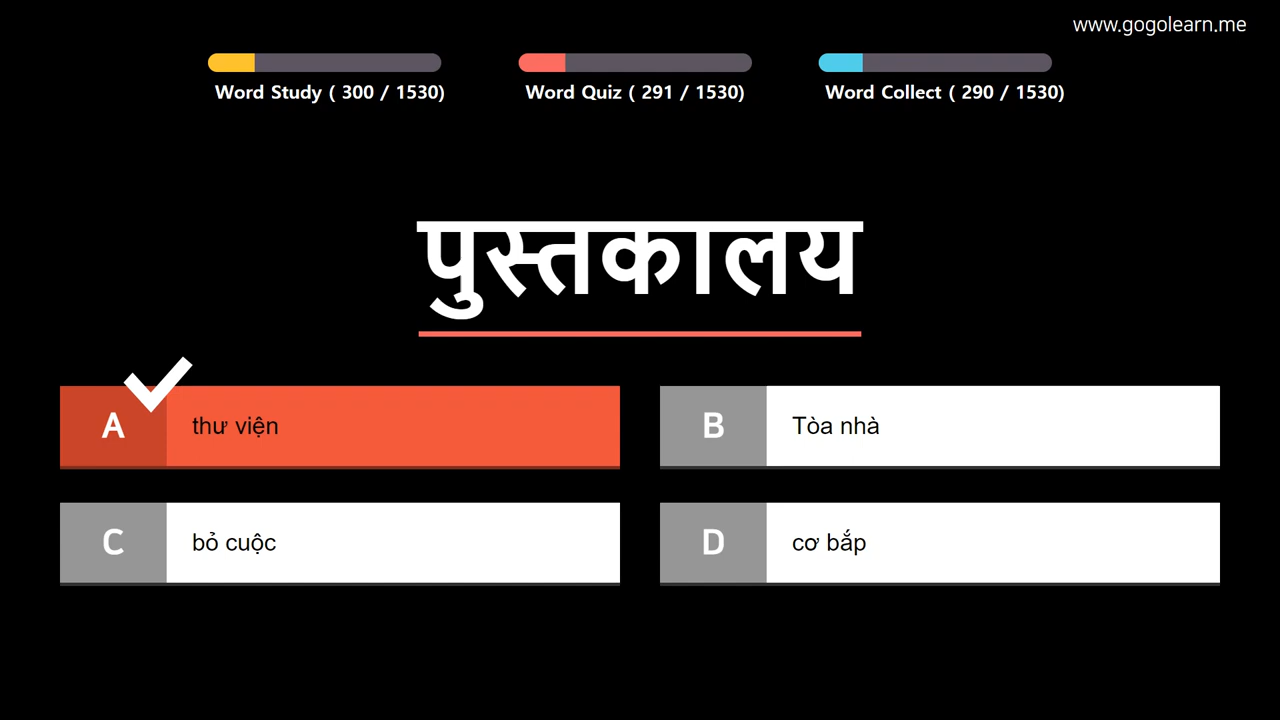 www.gogolearn.me
Word Study ( 300 / 1530)
Word Quiz ( 291 / 1530)
Word Collect ( 290 / 1530)
पुस्तकालय
A thư viện
B Tòa nhà
C bỏ cuộc
D cơ bắp